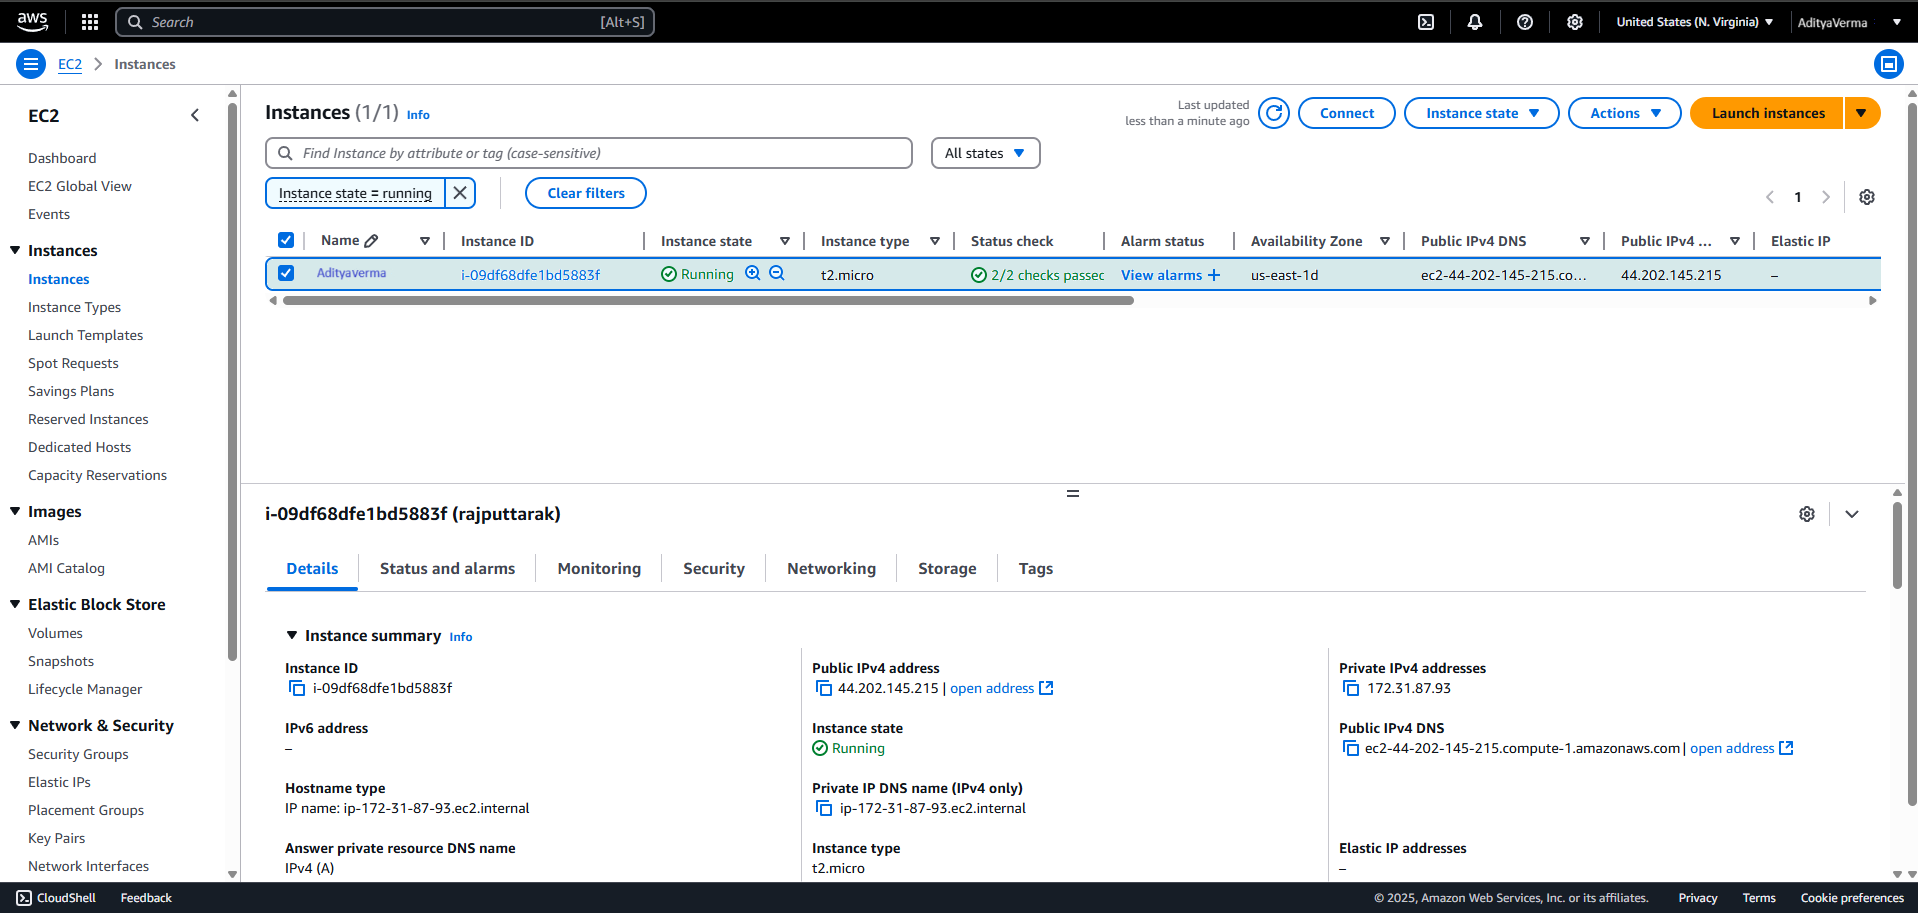 aws
Search [Alt+S]
United States (N. Virginia)
AdityaVerma
EC2 > Instances
EC2
Dashboard
EC2 Global View
Events
Instances
Instances
Instance Types
Launch Templates
Spot Requests
Savings Plans
Reserved Instances
Dedicated Hosts
Capacity Reservations
Images
AMIs
AMI Catalog
Elastic Block Store
Volumes
Snapshots
Lifecycle Manager
Network & Security
Security Groups
Elastic IPs
Placement Groups
Key Pairs
Network Interfaces
Instances (1/1) Info
Last updated
less than a minute ago
Connect
Instance state
Actions
Launch instances
Find Instance by attribute or tag (case-sensitive)
All states
Instance state = running
Clear filters
1
Name Instance ID Instance state Instance type Status check Alarm status Availability Zone Public IPv4 DNS Public IPv4 ... Elastic IP
Adityaverma i-09df68dfe1bd5883f Running t2.micro 2/2 checks passec View alarms + us-east-1d ec2-44-202-145-215.co... 44.202.145.215 –
i-09df68dfe1bd5883f (rajputtarak)
Details Status and alarms Monitoring Security Networking Storage Tags
Instance summary Info
Instance ID
i-09df68dfe1bd5883f
Public IPv4 address
44.202.145.215 | open address
Private IPv4 addresses
172.31.87.93
IPv6 address
–
Instance state
Running
Public IPv4 DNS
ec2-44-202-145-215.compute-1.amazonaws.com | open address
Hostname type
IP name: ip-172-31-87-93.ec2.internal
Private IP DNS name (IPv4 only)
ip-172-31-87-93.ec2.internal
Answer private resource DNS name
IPv4 (A)
Instance type
t2.micro
Elastic IP addresses
–
CloudShell Feedback
© 2025, Amazon Web Services, Inc. or its affiliates. Privacy Terms Cookie preferences